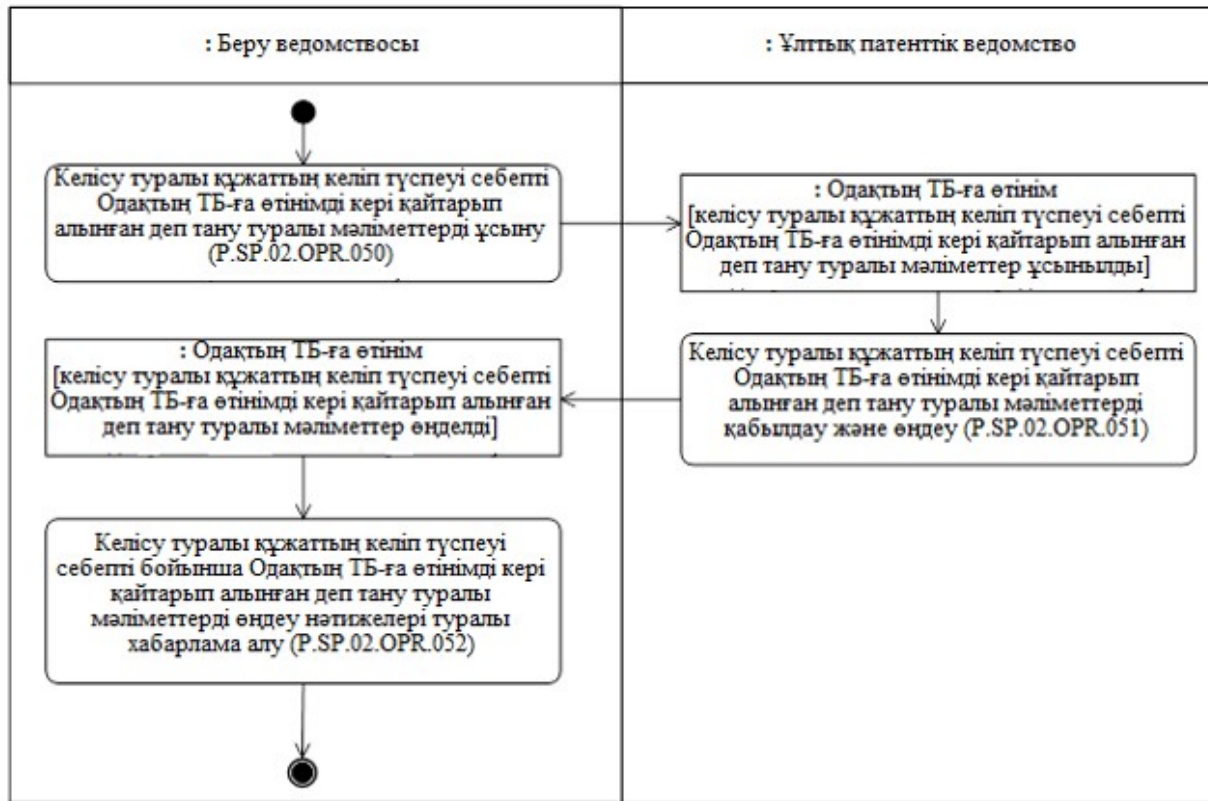 : Беру ведомствосы
: Ұлттық патенттік ведомство
Келісу туралы құжаттың келіп түспеуі себепті
Одақтың ТБ-ға өтінімді кері қайтарып
алынған деп тану туралы мәліметтерді ұсыну
(P.SP.02.OPR.050)
: Одақтың ТБ-ға өтінім
[келісу туралы құжаттың келіп түспеуі себепті
Одақтың ТБ-ға өтінімді кері қайтарып алынған
деп тану туралы мәліметтер ұсынылды]
Келісу туралы құжаттың келіп түспеуі себепті
Одақтың ТБ-ға өтінімді кері қайтарып
алынған деп тану туралы мәліметтерді
қабылдау және өңдеу (P.SP.02.OPR.051)
: Одақтың ТБ-ға өтінім
[келісу туралы құжаттың келіп түспеуі себепті
Одақтың ТБ-ға өтінімді кері қайтарып алынған
деп тану туралы мәліметтер өңделді]
Келісу туралы құжаттың келіп түспеуі
себепті бойынша Одақтың ТБ-ға өтінімді кері
қайтарып алынған деп тану туралы
мәліметтерді өңдеу нәтижелері туралы
хабарлама алу (P.SP.02.OPR.052)